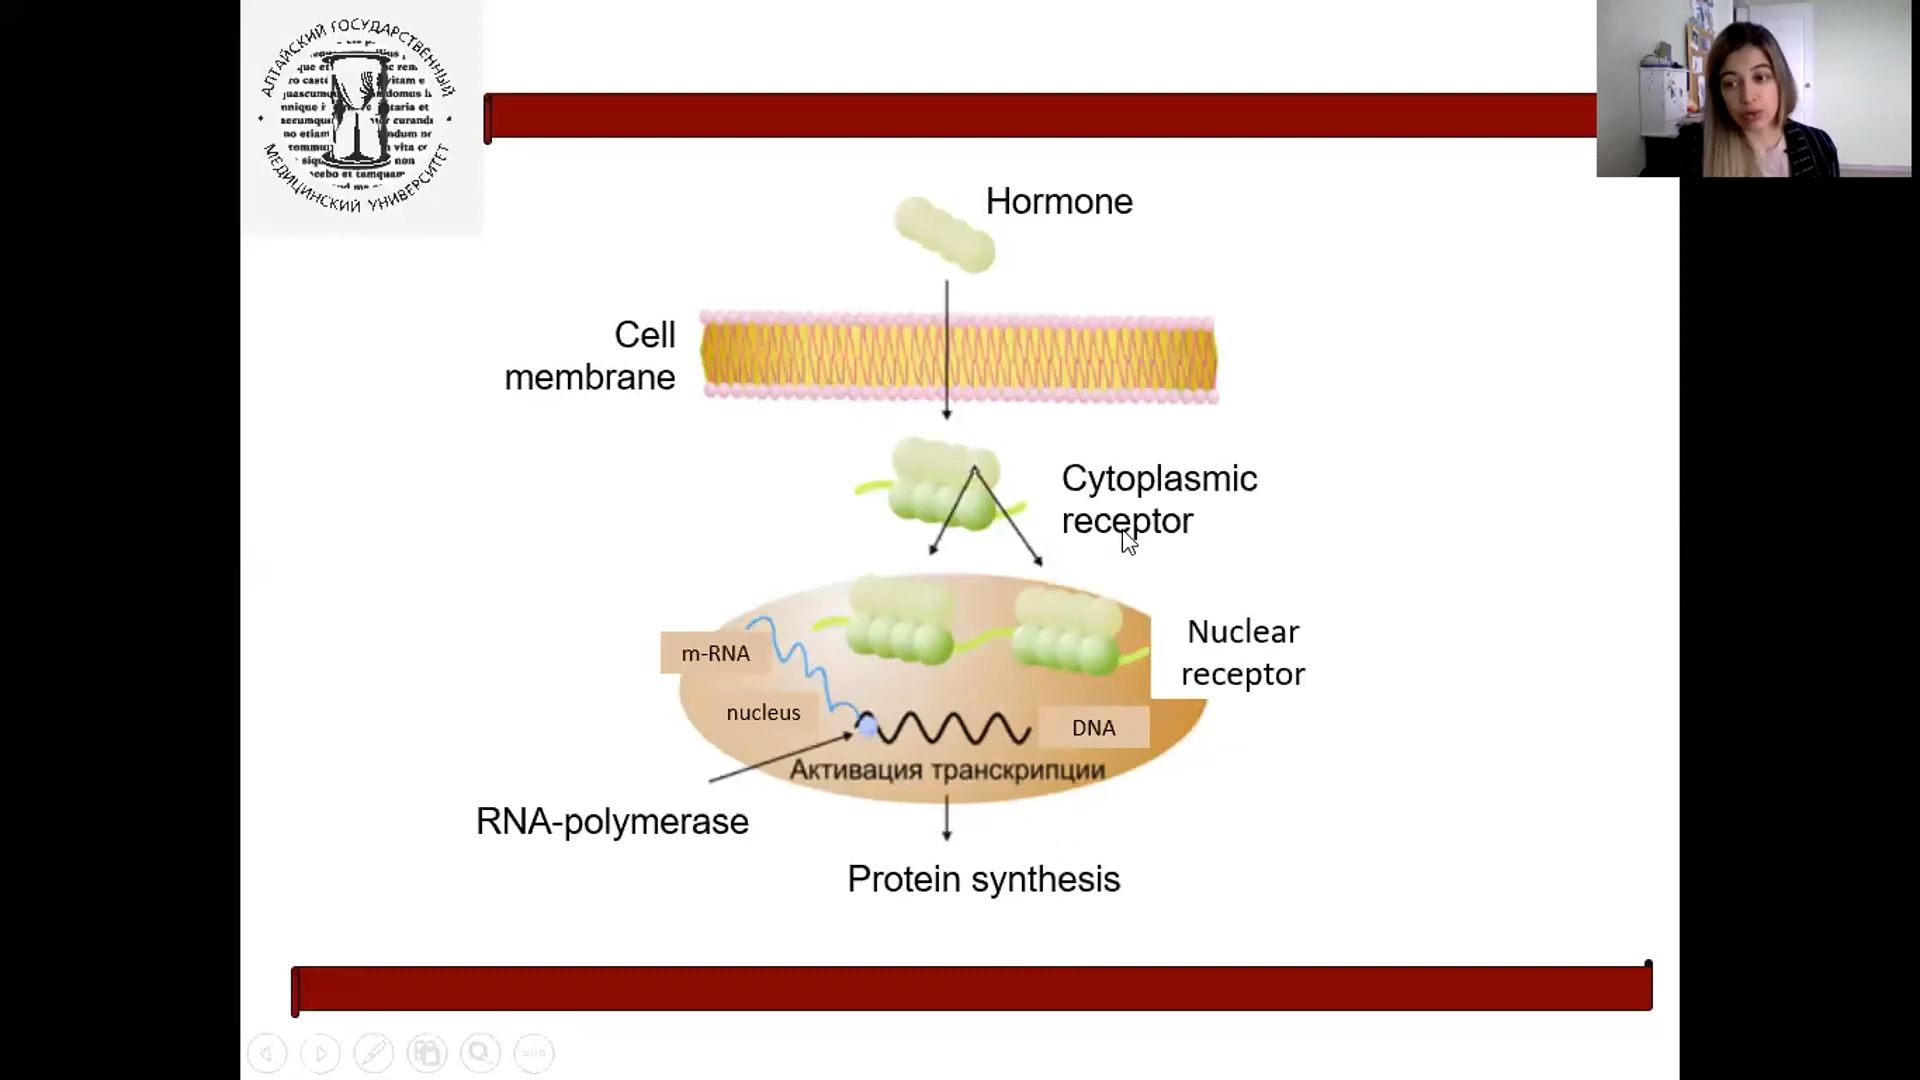 АЛТАЙСКИЙ ГОСУДАРСТВЕННЫЙ
МЕДИЦИНСКИЙ УНИВЕРСИТЕТ
Hormone
Cell
membrane
Cytoplasmic
receptor
Nuclear
receptor
m-RNA
nucleus
DNA
Активация транскрипции
RNA-polymerase
Protein synthesis